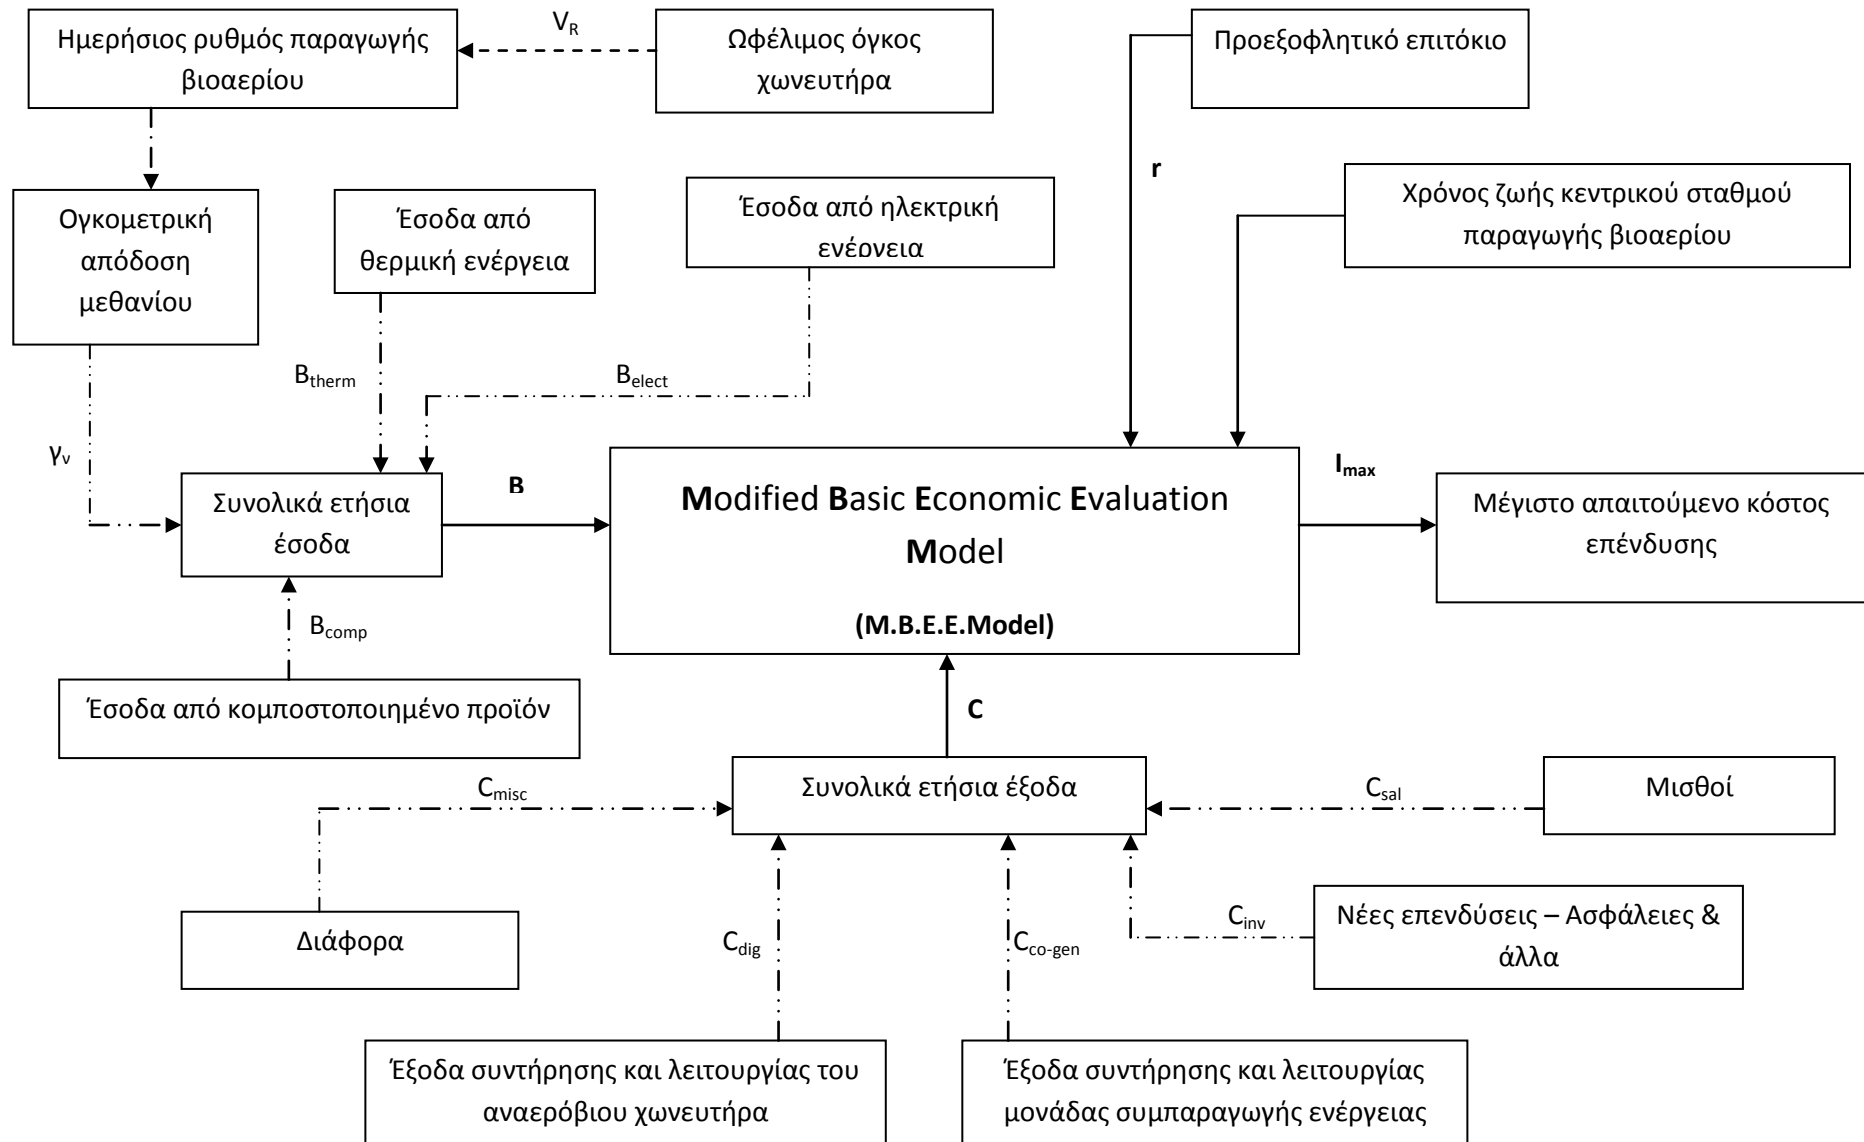 Ημερήσιος ρυθμός παραγωγής
βιοαερίου
V_R
Ωφέλιμος όγκος
χωνευτήρα
Προεξοφλητικό επιτόκιο
r
Χρόνος ζωής κεντρικού σταθμού
παραγωγής βιοαερίου
Ογκομετρική
απόδοση
μεθανίου
Έσοδα από
θερμική ενέργεια
Έσοδα από ηλεκτρική
ενέργεια
B_therm
B_elect
γ_ν
Συνολικά ετήσια
έσοδα
B
Modified Basic Economic Evaluation
Model
(M.B.E.E.Model)
I_max
Μέγιστο απαιτούμενο κόστος
επένδυσης
B_comp
Έσοδα από κομποστοποιημένο προϊόν
C
Συνολικά ετήσια έξοδα
C_misc
C_sal
Μισθοί
Διάφορα
C_dig
C_co-gen
C_inv
Νέες επενδύσεις – Ασφάλειες &
άλλα
Έξοδα συντήρησης και λειτουργίας του
αναερόβιου χωνευτήρα
Έξοδα συντήρησης και λειτουργίας
μονάδας συμπαραγωγής ενέργειας